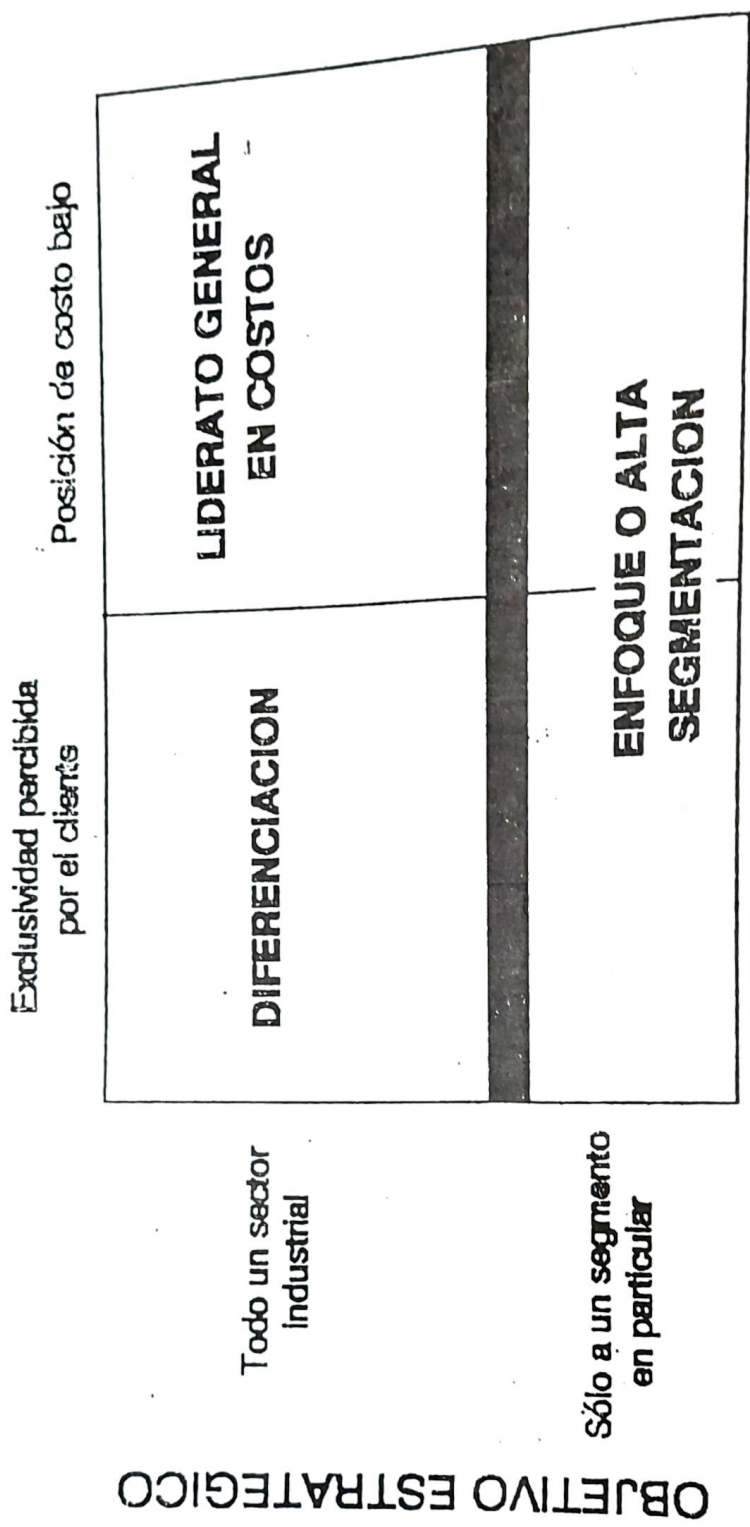 Exclusividad percibida
por el cliente
Posición de costo bajo
OBJETIVO ESTRATEGICO
Todo un sector
industrial
DIFERENCIACION
LIDERATO GENERAL
EN COSTOS
Sólo a un segmento
en particular
ENFOQUE O ALTA
SEGMENTACION